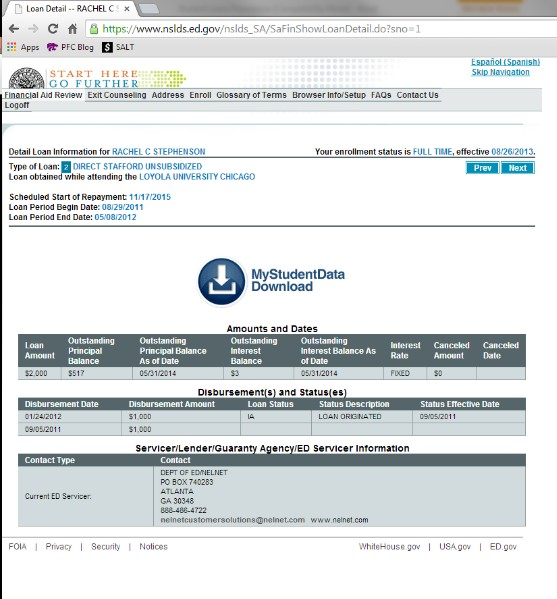 Loan Detail -- RACHEL C S
https://www.nslds.ed.gov/nslds_SA/SaFinShowLoanDetail.do?sno=1
Apps PFC Blog SALT
Español (Spanish)
Skip Navigation
START HERE
GO FURTHER
Financial Aid Review Exit Counseling Address Enroll Glossary of Terms Browser Info/Setup FAQs Contact Us
Logoff
Detail Loan Information for RACHEL C STEPHENSON Your enrollment status is FULL TIME, effective 08/26/2013.
Type of Loan: 2 DIRECT STAFFORD UNSUBSIDIZED Prev Next
Loan obtained while attending the LOYOLA UNIVERSITY CHICAGO
Scheduled Start of Repayment: 11/17/2015
Loan Period Begin Date: 08/29/2011
Loan Period End Date: 05/08/2012
MyStudentData
Download
Amounts and Dates
Loan Amount Outstanding Principal Balance Outstanding Principal Balance As of Date Outstanding Interest Balance Outstanding Interest Balance As of Date Interest Rate Canceled Amount Canceled Date
$2,000 $517 05/31/2014 $3 05/31/2014 FIXED $0
Disbursement(s) and Status(es)
Disbursement Date Disbursement Amount Loan Status Status Description Status Effective Date
01/24/2012 $1,000 IA LOAN ORIGINATED 09/05/2011
09/05/2011 $1,000
Servicer/Lender/Guaranty Agency/ED Servicer Information
Contact Type Contact
Current ED Servicer:
DEPT OF ED/NELNET
PO BOX 740283
ATLANTA
GA 30348
888-486-4722
nelnetcustomersolutions@nelnet.com www.nelnet.com
FOIA | Privacy | Security | Notices WhiteHouse.gov | USA.gov | ED.gov